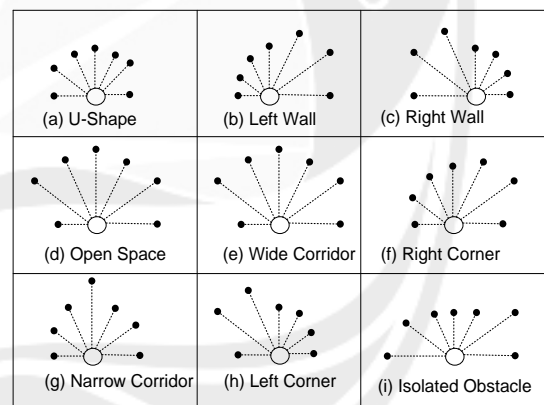 (a) U-Shape
(b) Left Wall
(c) Right Wall
(d) Open Space
(e) Wide Corridor
(f) Right Corner
(g) Narrow Corridor
(h) Left Corner
(i) Isolated Obstacle